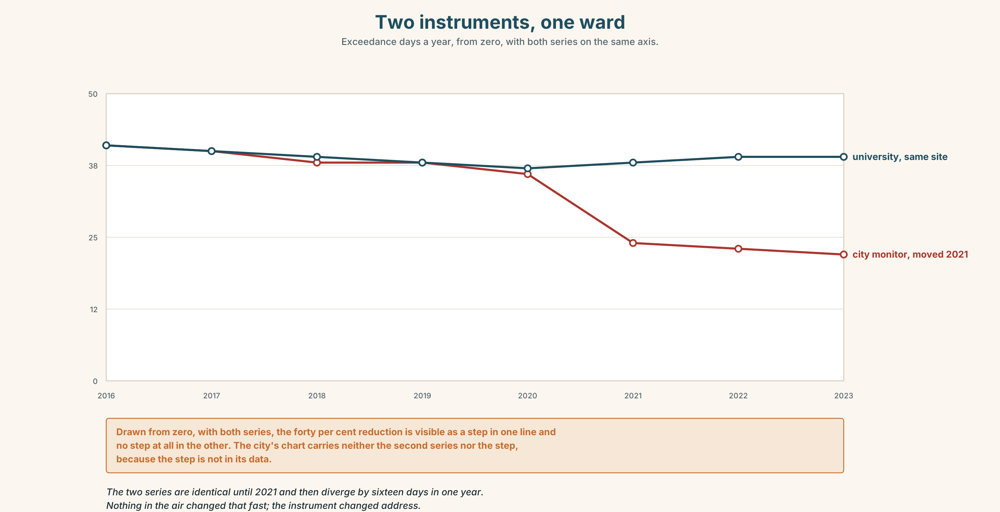 Two instruments, one ward
Exceedance days a year, from zero, with both series on the same axis.
50
38
25
12
0
university, same site
city monitor, moved 2021
2016
2017
2018
2019
2020
2021
2022
2023
Drawn from zero, with both series, the forty per cent reduction is visible as a step in one line and
no step at all in the other. The city's chart carries neither the second series nor the step,
because the step is not in its data.
The two series are identical until 2021 and then diverge by sixteen days in one year.
Nothing in the air changed that fast; the instrument changed address.